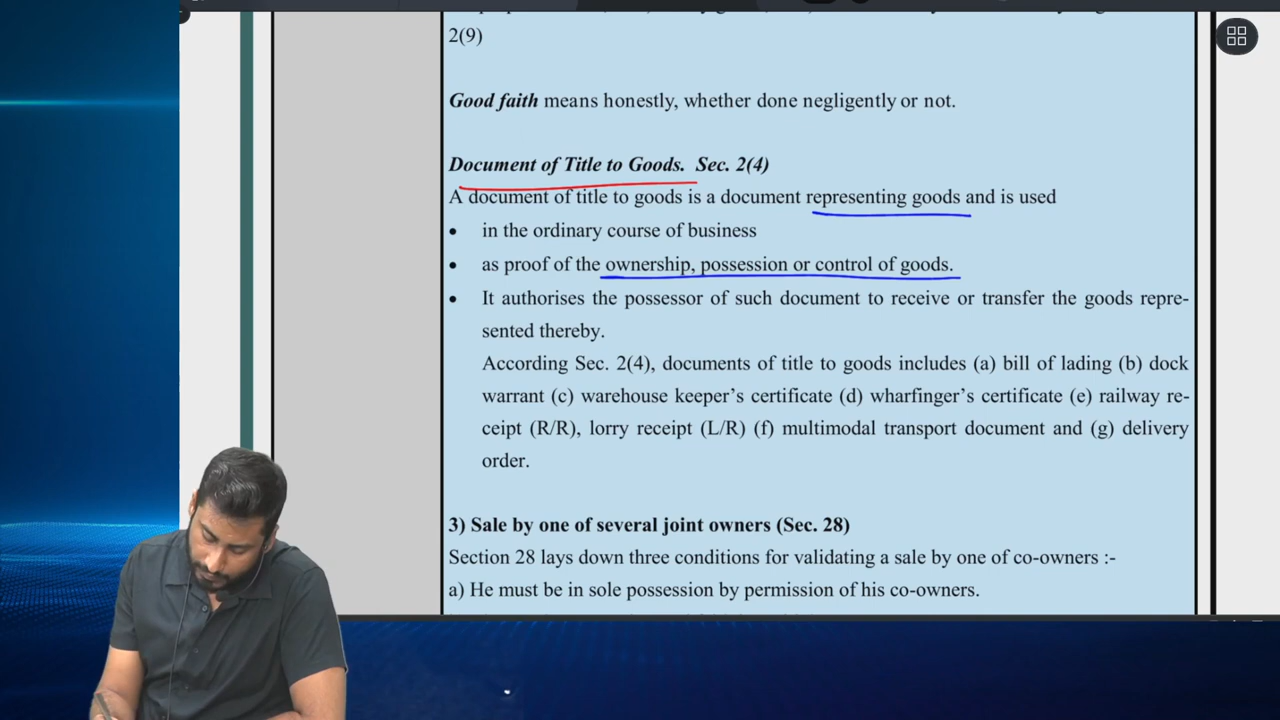 2(9)
Good faith means honestly, whether done negligently or not.
Document of Title to Goods. Sec. 2(4)
A document of title to goods is a document representing goods and is used
• in the ordinary course of business
• as proof of the ownership, possession or control of goods.
• It authorises the possessor of such document to receive or transfer the goods repre-
sented thereby.
According Sec. 2(4), documents of title to goods includes (a) bill of lading (b) dock
warrant (c) warehouse keeper’s certificate (d) wharfinger’s certificate (e) railway re-
ceipt (R/R), lorry receipt (L/R) (f) multimodal transport document and (g) delivery
order.
3) Sale by one of several joint owners (Sec. 28)
Section 28 lays down three conditions for validating a sale by one of co-owners :-
a) He must be in sole possession by permission of his co-owners.